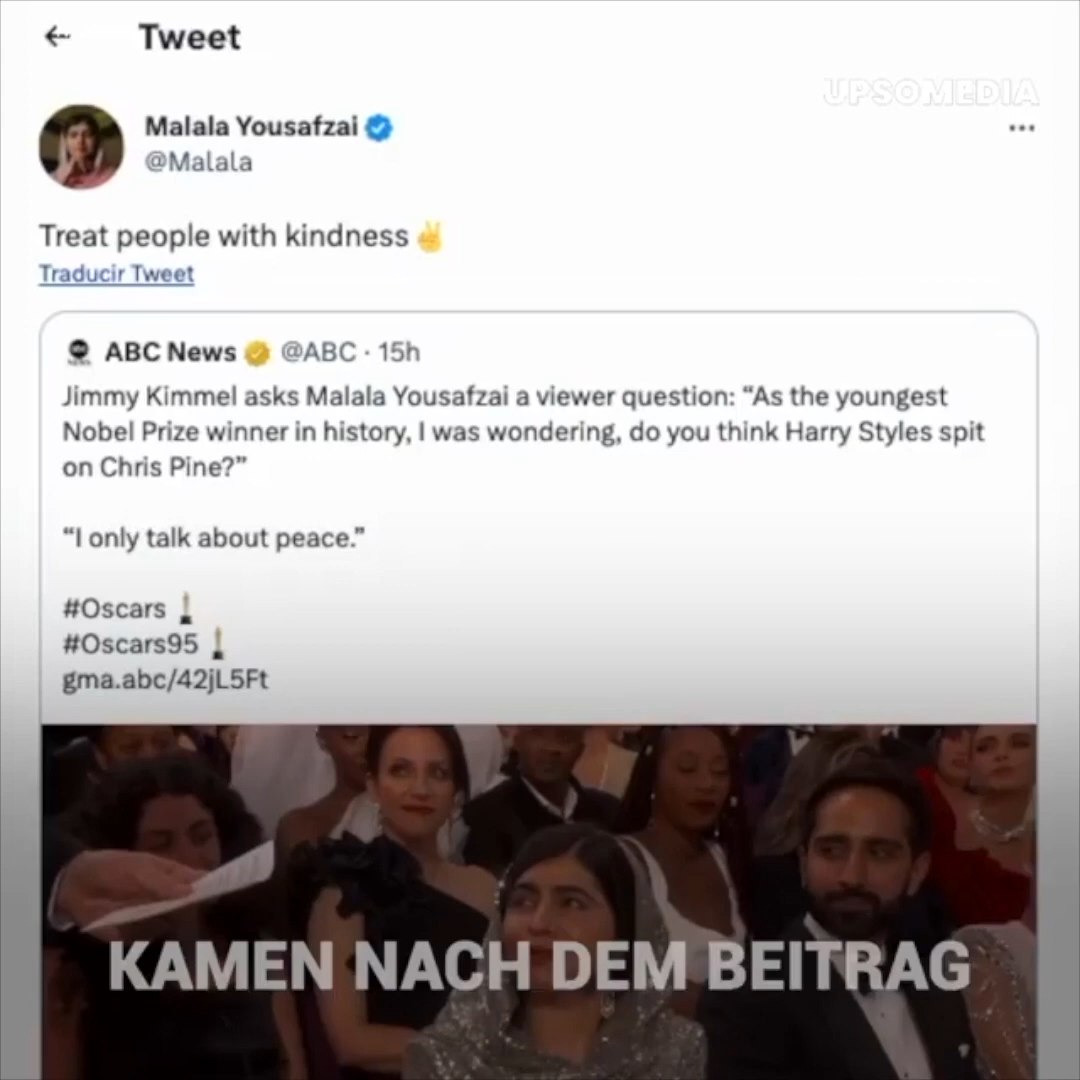 ← Tweet
UPSOMEDIA
Malala Yousafzai
@Malala
...
Treat people with kindness ✌️
Traducir Tweet
ABC News @ABC · 15h
Jimmy Kimmel asks Malala Yousafzai a viewer question: “As the youngest
Nobel Prize winner in history, I was wondering, do you think Harry Styles spit
on Chris Pine?”
“I only talk about peace.”
#Oscars
#Oscars95
gma.abc/42jL5Ft
KAMEN NACH DEM BEITRAG